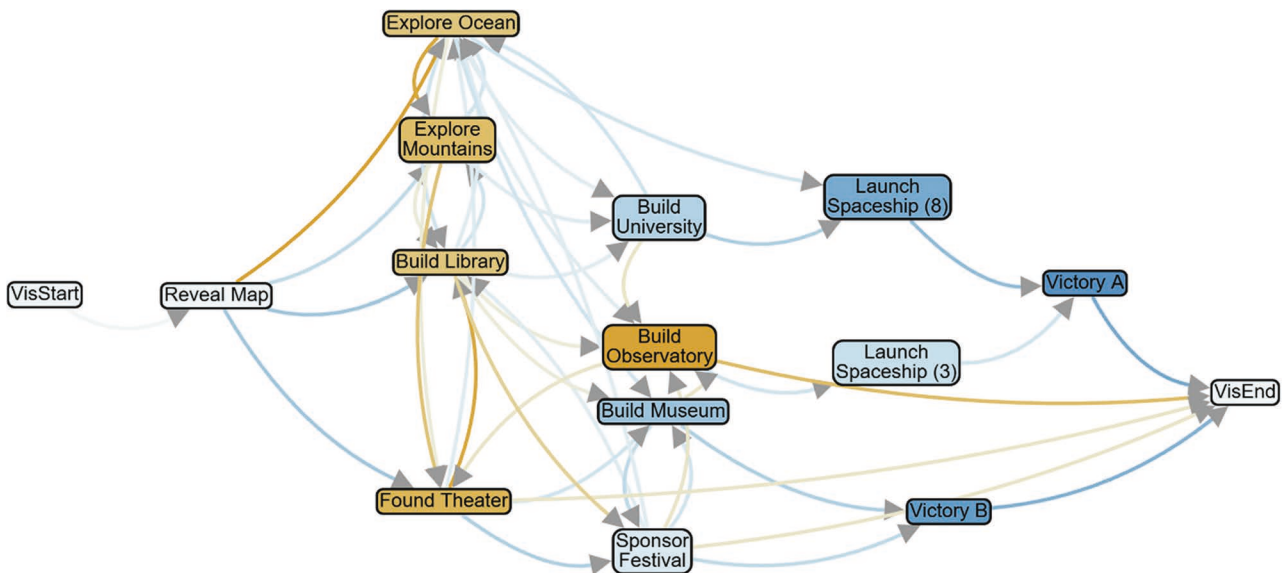 Explore Ocean
Explore
Mountains
Build
University
Launch
Spaceship (8)
Build Library
VisStart
Reveal Map
Victory A
Build
Observatory
Launch
Spaceship (3)
VisEnd
Build Museum
Found Theater
Victory B
Sponsor
Festival